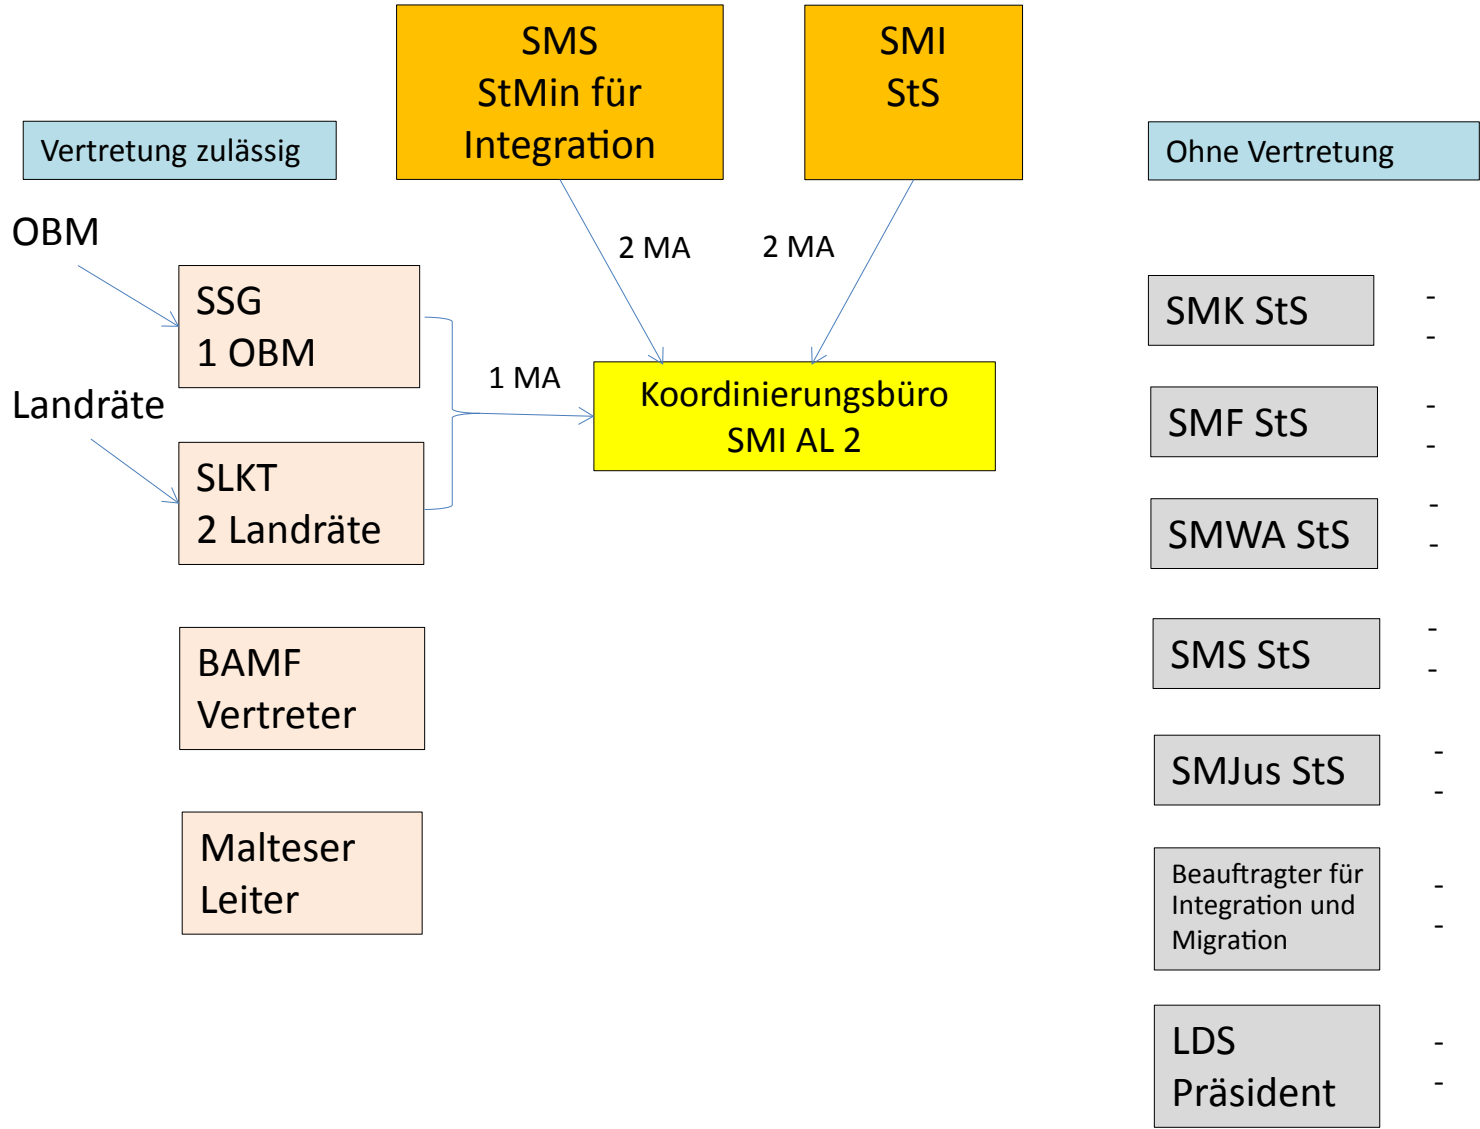 SMS
StMin für
Integration
SMI
StS
Vertretung zulässig
Ohne Vertretung
OBM
2 MA
2 MA
SSG
1 OBM
SMK StS
-
-
1 MA
Koordinierungsbüro
SMI AL 2
Landräte
SMF StS
-
-
SLKT
2 Landräte
SMWA StS
-
-
BAMF
Vertreter
SMS StS
-
-
SMJus StS
-
-
Malteser
Leiter
Beauftragter für
Integration und
Migration
-
-
LDS
Präsident
-
-